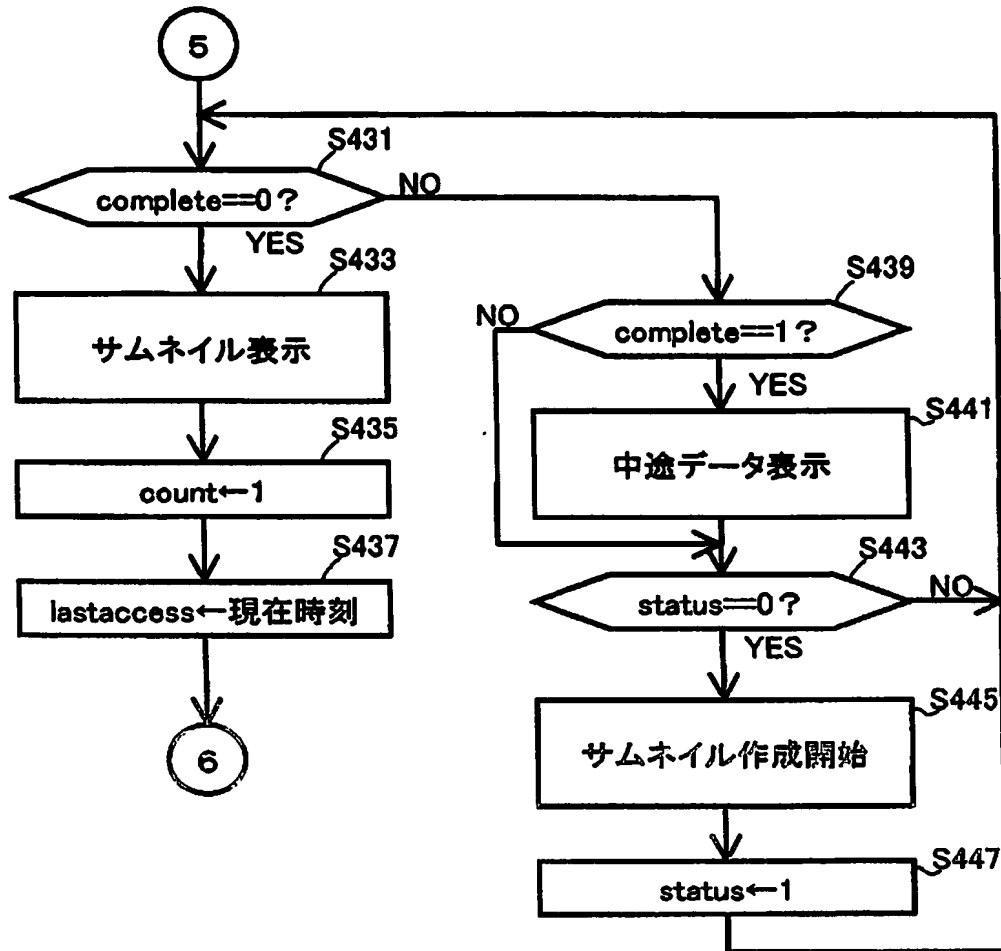 5
S431
complete==0?
NO
YES
S433
サムネイル表示
S435
count←1
S437
lastaccess←現在時刻
6
S439
NO
complete==1?
YES
S441
中途データ表示
S443
status==0?
NO
YES
S445
サムネイル作成開始
S447
status←1